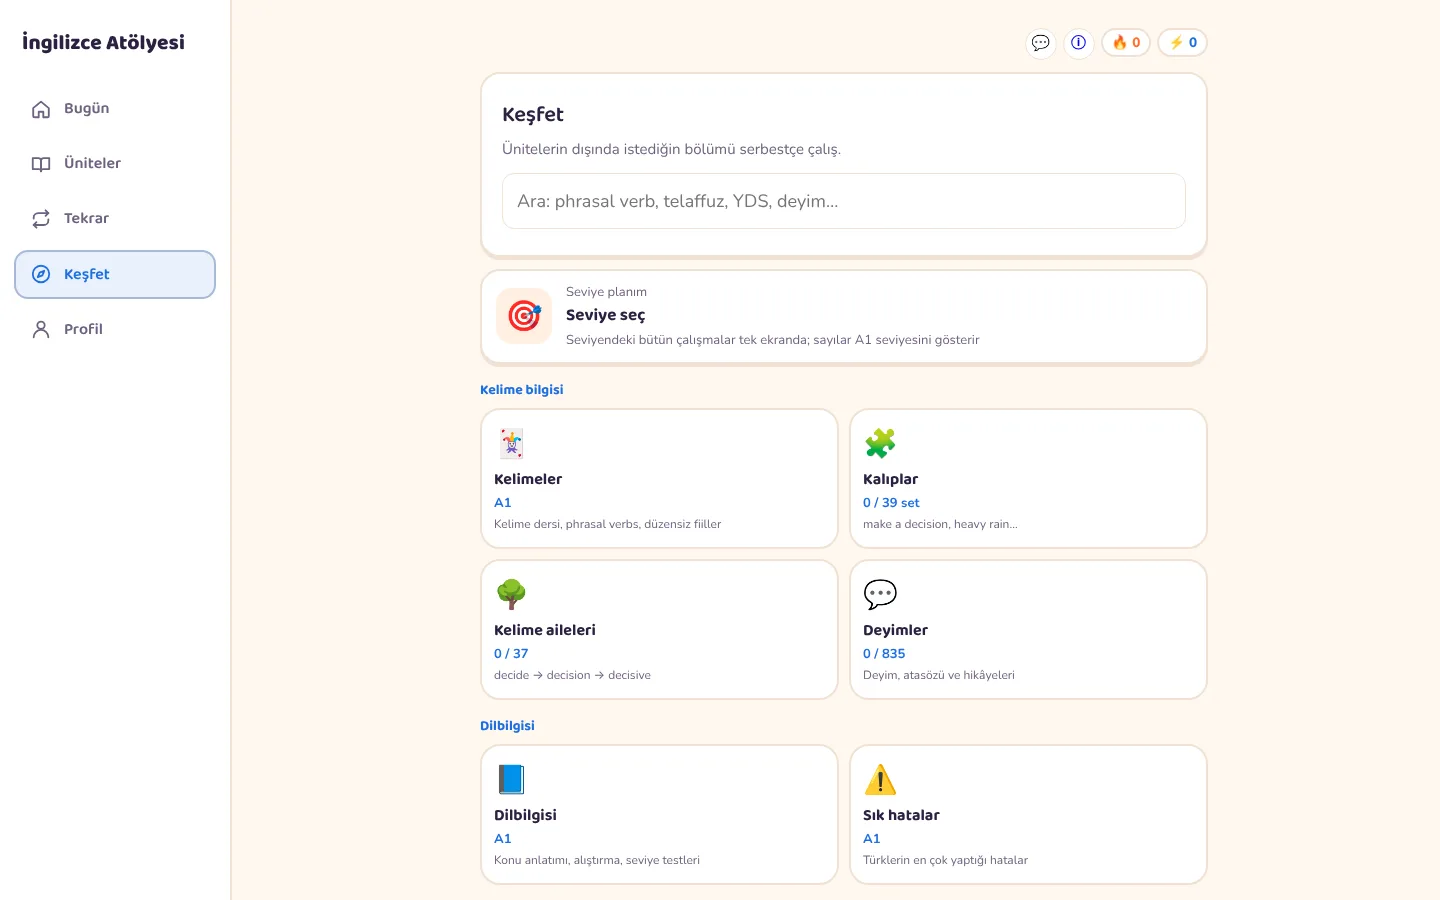 İngilizce Atölyesi
Bugün
Üniteler
Tekrar
Keşfet
Profil
0
0
Keşfet
Ünitelerin dışında istediğin bölümü serbestçe çalış.
Ara: phrasal verb, telaffuz, YDS, deyim...
Seviye planım
Seviye seç
Seviyendeki bütün çalışmalar tek ekranda; sayılar A1 seviyesini gösterir
Kelime bilgisi
Kelimeler
A1
Kelime dersi, phrasal verbs, düzensiz fiiller
Kalıplar
0 / 39 set
make a decision, heavy rain...
Kelime aileleri
0 / 37
decide → decision → decisive
Deyimler
0 / 835
Deyim, atasözü ve hikâyeleri
Dilbilgisi
Dilbilgisi
A1
Konu anlatımı, alıştırma, seviye testleri
Sık hatalar
A1
Türklerin en çok yaptığı hatalar